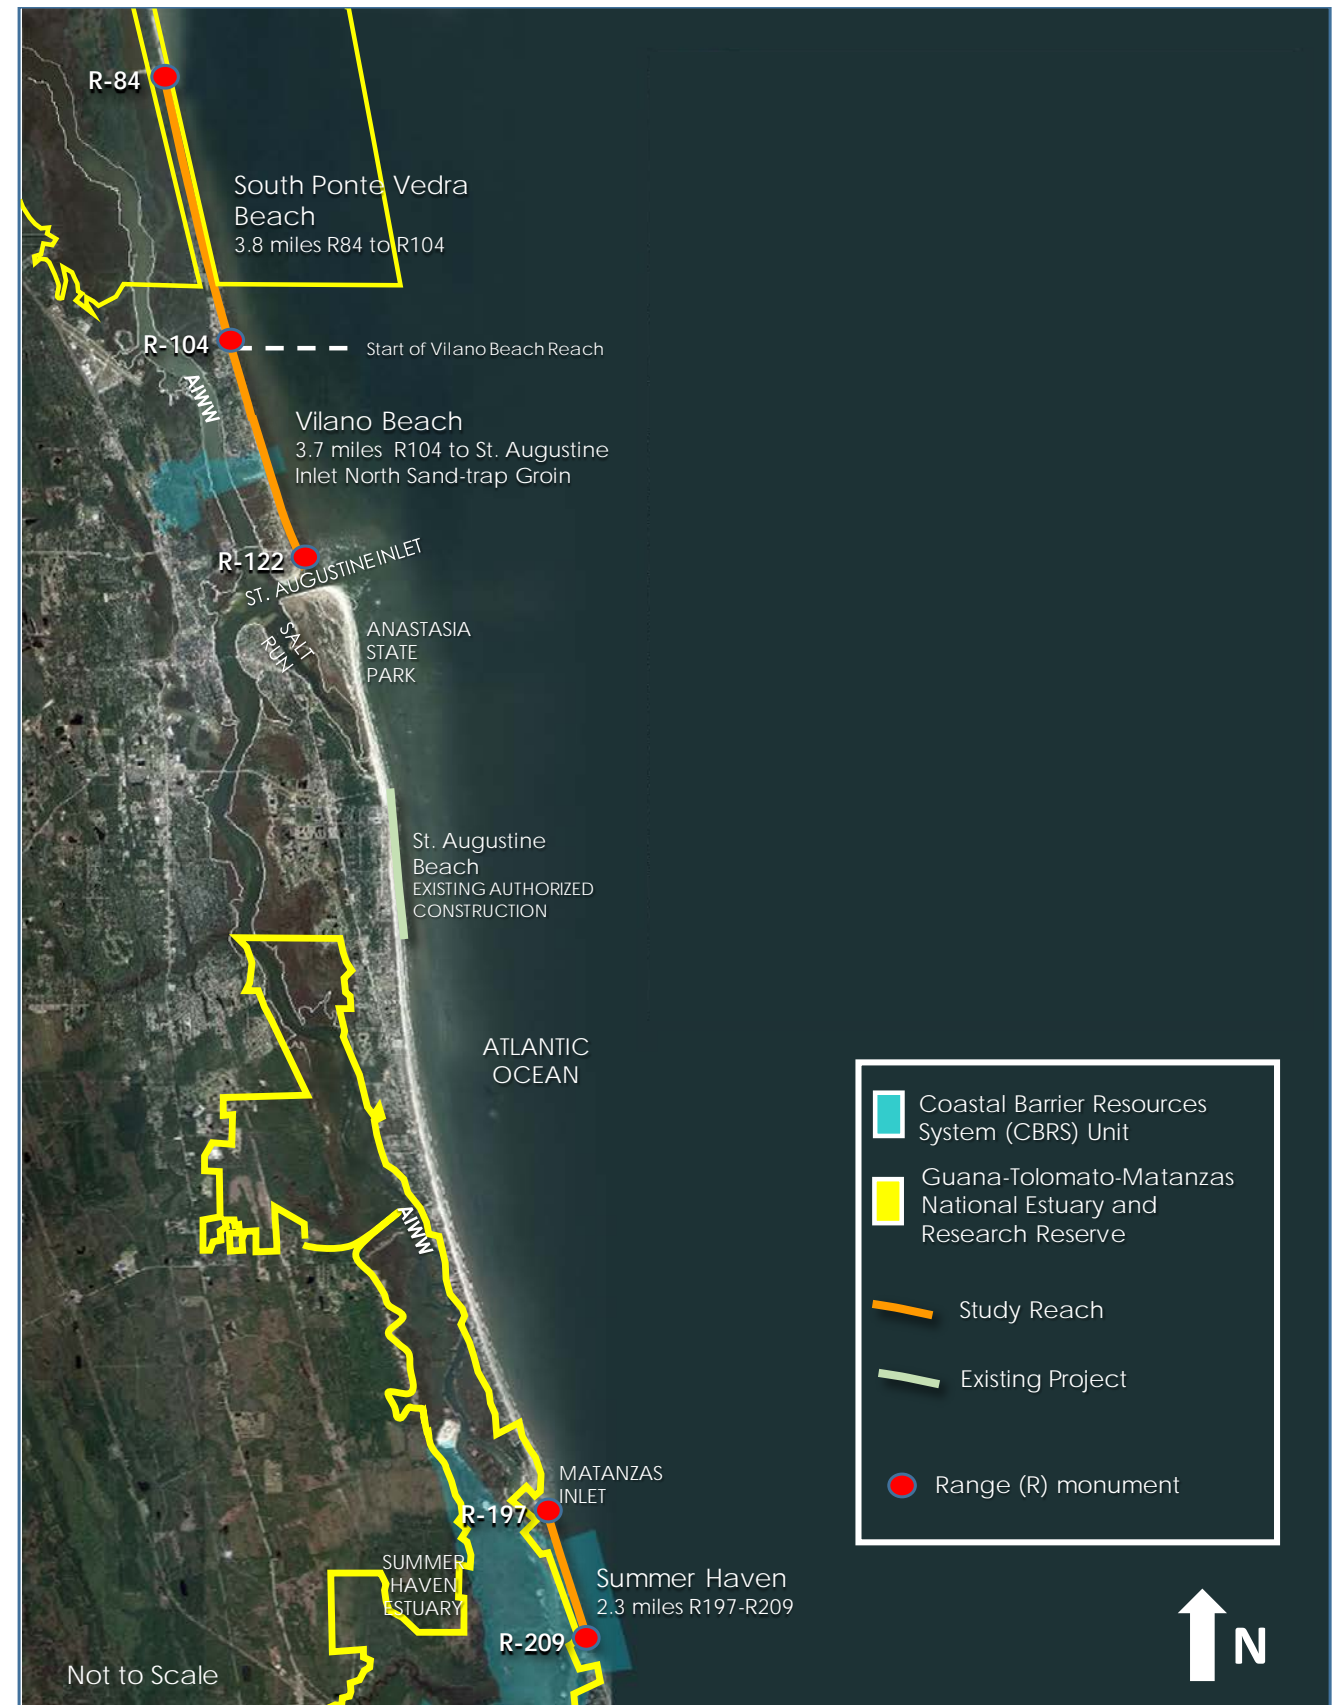 R-84
South Ponte Vedra
Beach
3.8 miles R84 to R104
R-104
Start of Vilano Beach Reach
AIWW
Vilano Beach
3.7 miles R104 to St. Augustine
Inlet North Sand-trap Groin
R-122
ST. AUGUSTINE INLET
SALT
RUN
ANASTASIA
STATE
PARK
St. Augustine
Beach
EXISTING AUTHORIZED
CONSTRUCTION
ATLANTIC
OCEAN
Coastal Barrier Resources
System (CBRS) Unit
Guana-Tolomato-Matanzas
National Estuary and
Research Reserve
Study Reach
Existing Project
Range (R) monument
AIWW
MATANZAS
INLET
R-197
SUMMER
HAVEN
ESTUARY
Summer Haven
2.3 miles R197-R209
R-209
Not to Scale
N